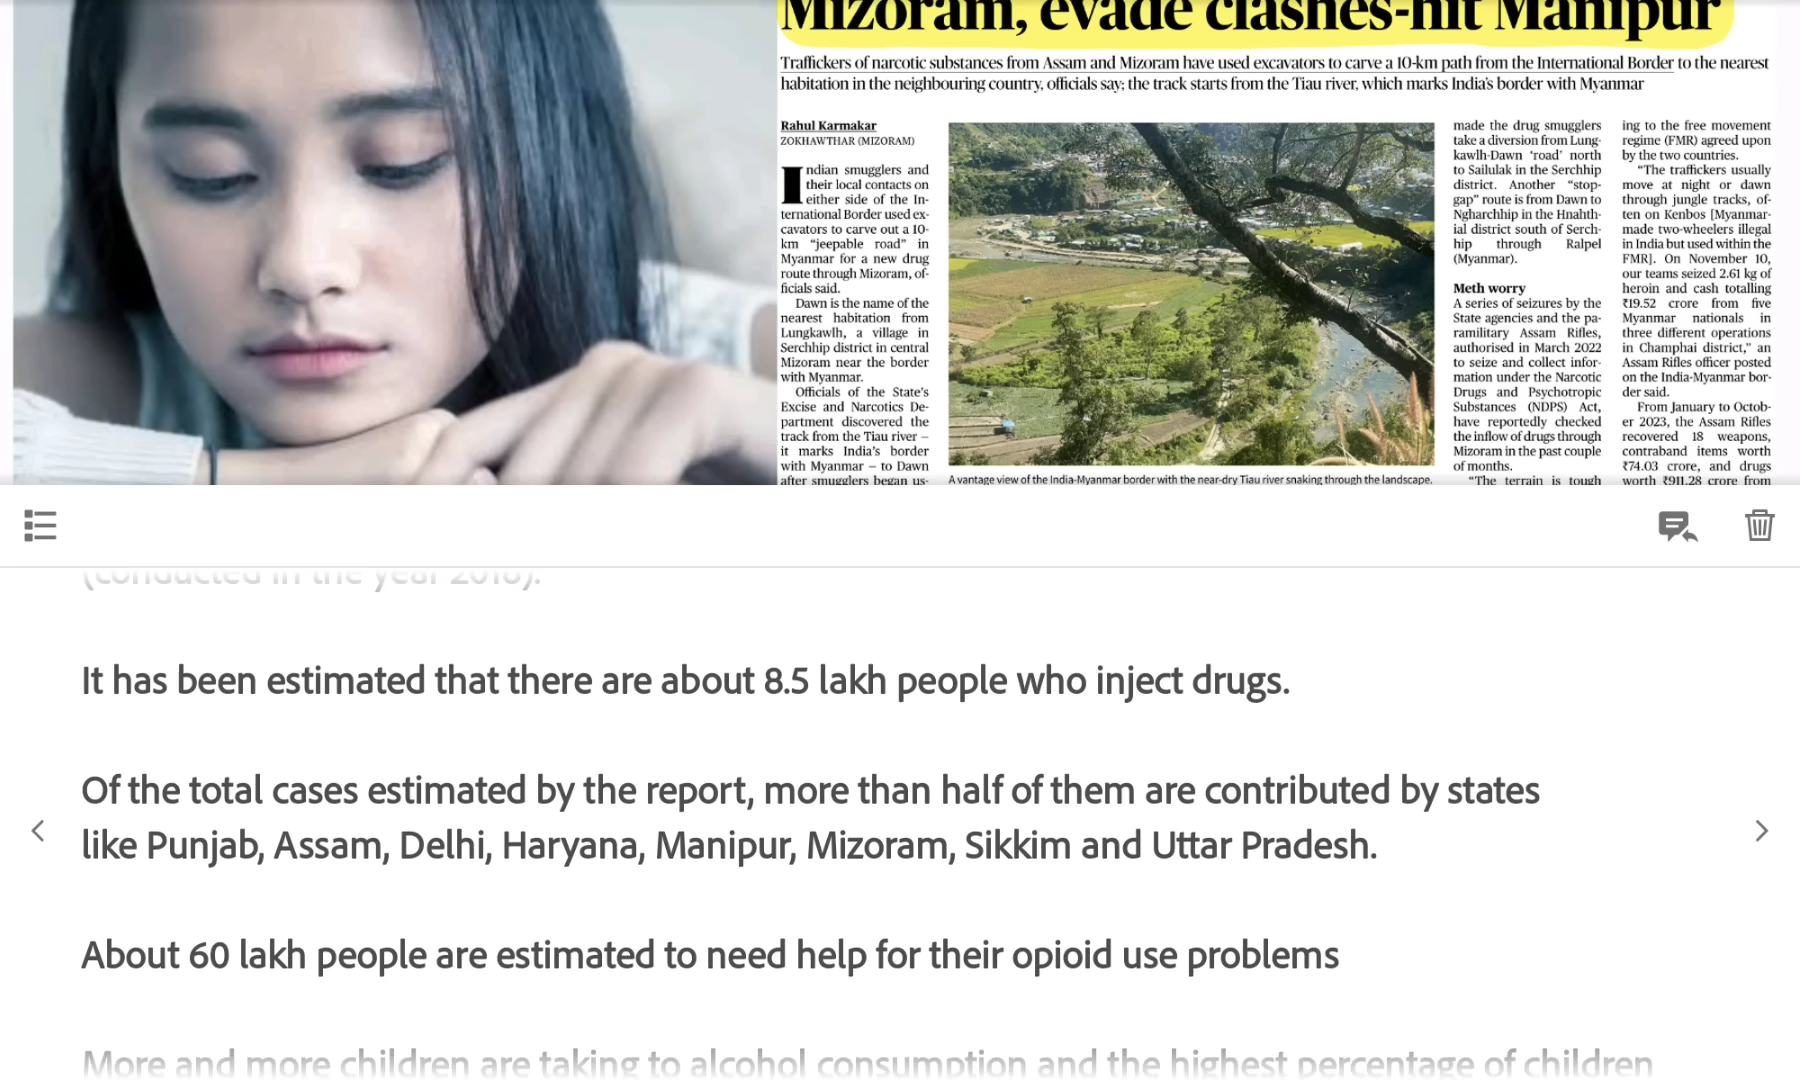 Mizoram, evade clashes-hit Manipur
Traffickers of narcotic substances from Assam and Mizoram have used excavators to carve a 10-km path from the International Border to the nearest
habitation in the neighbouring country, officials say; the track starts from the Tiau river, which marks India's border with Myanmar
Rahul Karmakar
ZOKHAWTHAR (MIZORAM)
Indian smugglers and
their local contacts on
either side of the In-
ternational Border used ex-
cavators to carve out a 10-
km “jeepable road” in
Myanmar for a new drug
route through Mizoram, of-
ficials said.
Dawn is the name of the
nearest habitation from
Lungkawlh, a village in
Serchhip district in central
Mizoram near the border
with Myanmar.
Officials of the State's
Excise and Narcotics De-
partment discovered the
track from the Tiau river –
it marks India's border
with Myanmar – to Dawn
after smugglers began us-
A vantage view of the India-Myanmar border with the near-dry Tiau river snaking through the landscape.
made the drug smugglers
take a diversion from Lung-
kawlh-Dawn ‘road’ north
to Sailulak in the Serchhip
district. Another “stop-
gap” route is from Dawn to
Ngharchhip in the Hnahth-
ial district south of Serch-
hip through Ralpel
(Myanmar).
Meth worry
A series of seizures by the
State agencies and the pa-
ramilitary Assam Rifles,
authorised in March 2022
to seize and collect infor-
mation under the Narcotic
Drugs and Psychotropic
Substances (NDPS) Act,
have reportedly checked
the inflow of drugs through
Mizoram in the past couple
of months.
“The terrain is tough
ing to the free movement
regime (FMR) agreed upon
by the two countries.
“The traffickers usually
move at night or dawn
through jungle tracks, of-
ten on Kenbos [Myanmar-
made two-wheelers illegal
in India but used within the
FMR]. On November 10,
our teams seized 2.61 kg of
heroin and cash totalling
₹19.52 crore from five
Myanmar nationals in
three different operations
in Champhai district,” an
Assam Rifles officer posted
on the India-Myanmar bor-
der said.
From January to Octob-
er 2023, the Assam Rifles
recovered 18 weapons,
contraband items worth
₹74.03 crore, and drugs
worth ₹911.28 crore from
(conducted in the year 2018).
It has been estimated that there are about 8.5 lakh people who inject drugs.
Of the total cases estimated by the report, more than half of them are contributed by states
like Punjab, Assam, Delhi, Haryana, Manipur, Mizoram, Sikkim and Uttar Pradesh.
About 60 lakh people are estimated to need help for their opioid use problems
More and more children are taking to alcohol consumption and the highest percentage of children